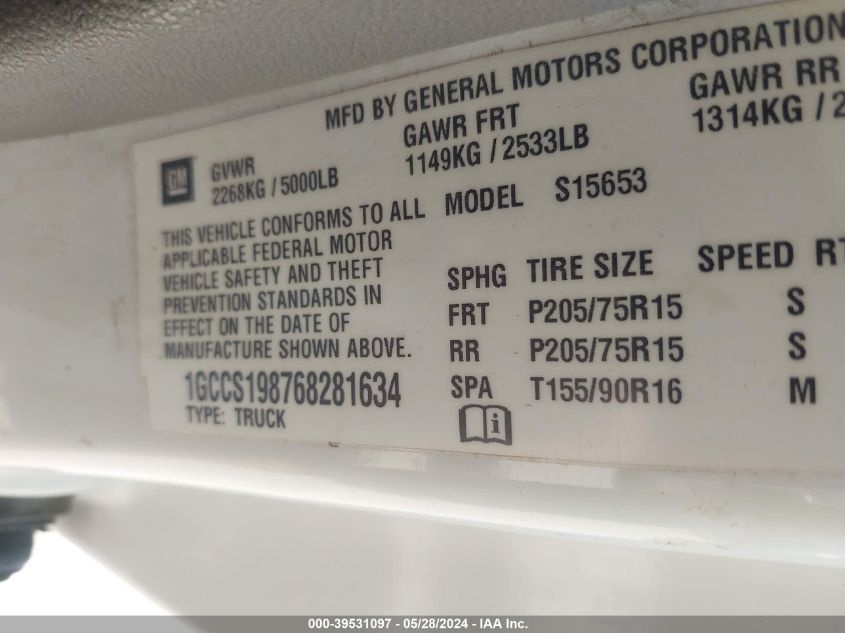 MFD BY GENERAL MOTORS CORPORATION
GM
GVWR
2268KG / 5000LB
GAWR FRT
1149KG / 2533LB
GAWR RR
1314KG / 2
THIS VEHICLE CONFORMS TO ALL
APPLICABLE FEDERAL MOTOR
VEHICLE SAFETY AND THEFT
PREVENTION STANDARDS IN
EFFECT ON THE DATE OF
MANUFACTURE SHOWN ABOVE.
1GCCS198768281634
TYPE: TRUCK
MODEL S15653
SPHG TIRE SIZE SPEED RT
FRT P205/75R15 S
RR P205/75R15 S
SPA T155/90R16 M
i
000-39531097 - 05/28/2024 - IAA Inc.